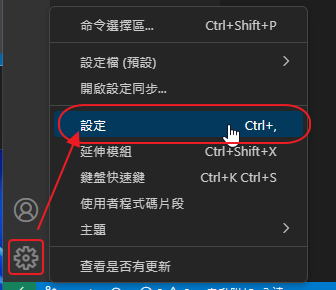 命令選擇區... Ctrl+Shift+P
設定檔 (預設)
開啟設定同步...
設定 Ctrl+,
延伸模組 Ctrl+Shift+X
鍵盤快速鍵 Ctrl+K Ctrl+S
使用者程式碼片段
主題
查看是否有更新